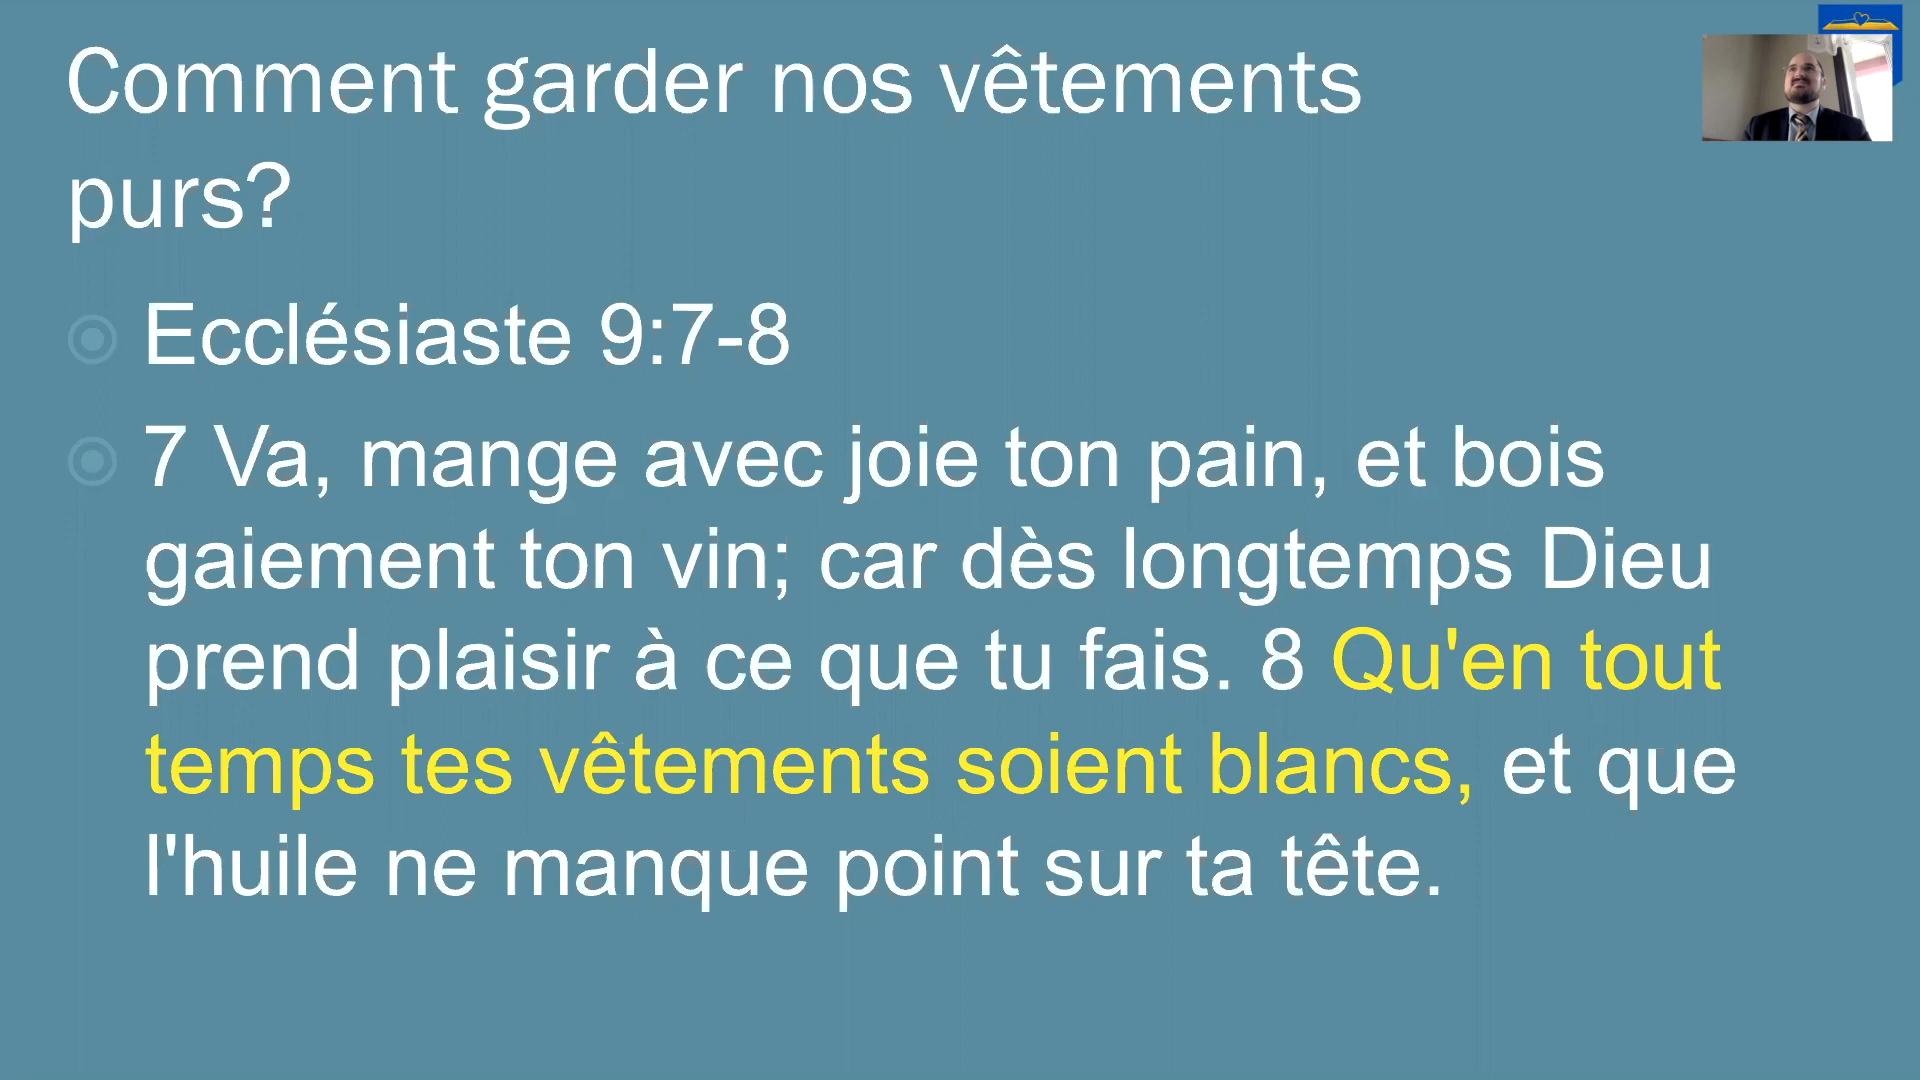 Comment garder nos vêtements
purs?
Ecclésiaste 9:7-8
7 Va, mange avec joie ton pain, et bois
gaiement ton vin; car dès longtemps Dieu
prend plaisir à ce que tu fais. 8 Qu'en tout
temps tes vêtements soient blancs, et que
l'huile ne manque point sur ta tête.